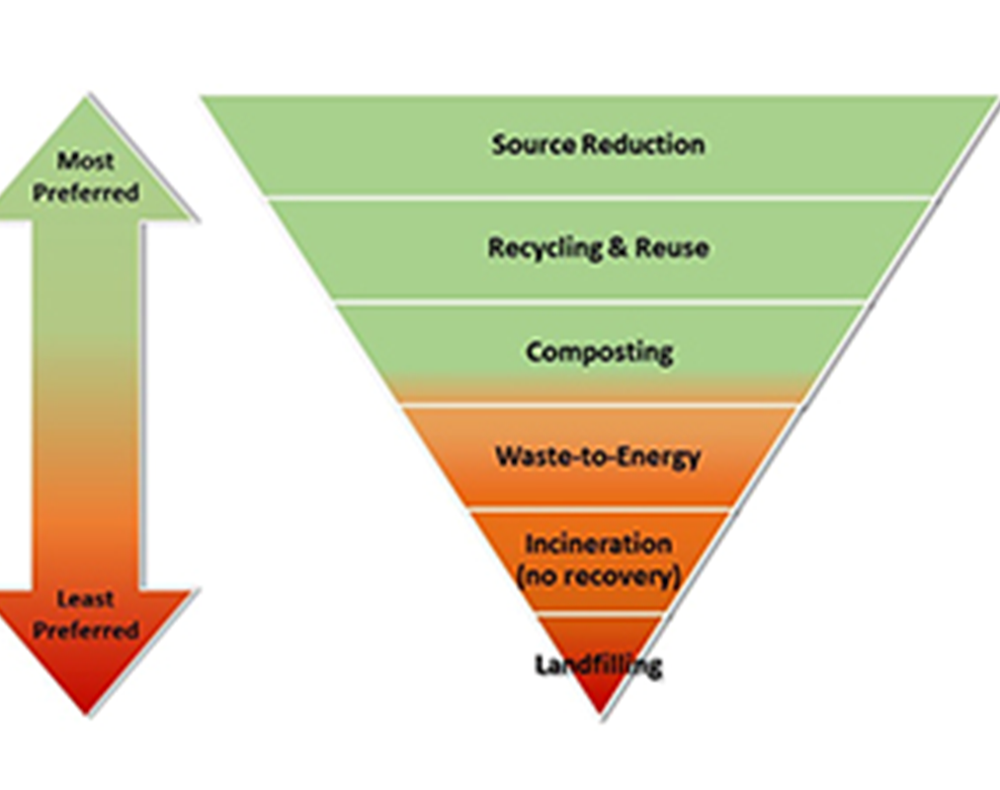 Most
Preferred
Source Reduction
Recycling & Reuse
Composting
Waste-to-Energy
Incineration
(no recovery)
Least
Preferred
Landfilling